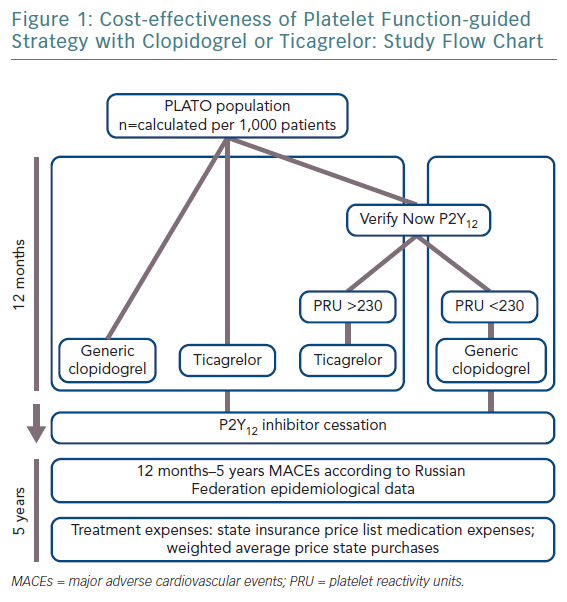 Figure 1: Cost-effectiveness of Platelet Function-guided
Strategy with Clopidogrel or Ticagrelor: Study Flow Chart
PLATO population
n=calculated per 1,000 patients
12 months
Verify Now P2Y12
PRU >230
PRU <230
Generic
clopidogrel
Ticagrelor
Ticagrelor
Generic
clopidogrel
P2Y12 inhibitor cessation
5 years
12 months–5 years MACEs according to Russian
Federation epidemiological data
Treatment expenses: state insurance price list medication expenses;
weighted average price state purchases
MACEs = major adverse cardiovascular events; PRU = platelet reactivity units.